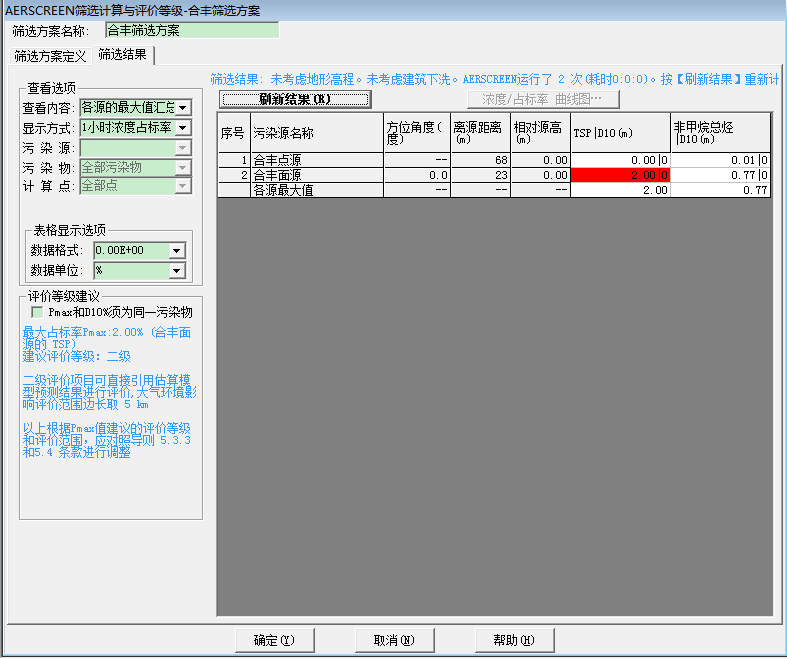 AERSCREEN筛选计算与评价等级-合丰筛选方案
筛选方案名称: 合丰筛选方案
筛选方案定义 筛选结果
筛选结果: 未考虑地形高程。未考虑建筑下洗。AERSCREEN运行了 2 次(耗时0:0:0)。按【刷新结果】重新计
刷新结果(R) 浓度/占标率 曲线图…
查看选项
查看内容: 各源的最大值汇总
显示方式: 1小时浓度占标率
污 染 源:
污 染 物: 全部污染物
计 算 点: 全部点
表格显示选项
数据格式: 0.00E+00
数据单位: %
评价等级建议
Pmax和D10%须为同一污染物
最大占标率Pmax:2.00% (合丰面
源的 TSP)
建议评价等级: 二级
二级评价项目可直接引用估算模
型预测结果进行评价,大气环境影
响评价范围边长取 5 km
以上根据Pmax值建议的评价等级
和评价范围,应对照导则 5.3.3
和5.4 条款进行调整
序号 污染源名称 方位角度(度) 离源距离(m) 相对源高(m) TSP|D10(m) 非甲烷总烃|D10(m)
1 合丰点源 -- 68 0.00 0.00|0 0.01|0
2 合丰面源 0.0 23 0.00 2.00|0 0.77|0
各源最大值 -- -- -- 2.00 0.77
确定(Y) 取消(N) 帮助(H)